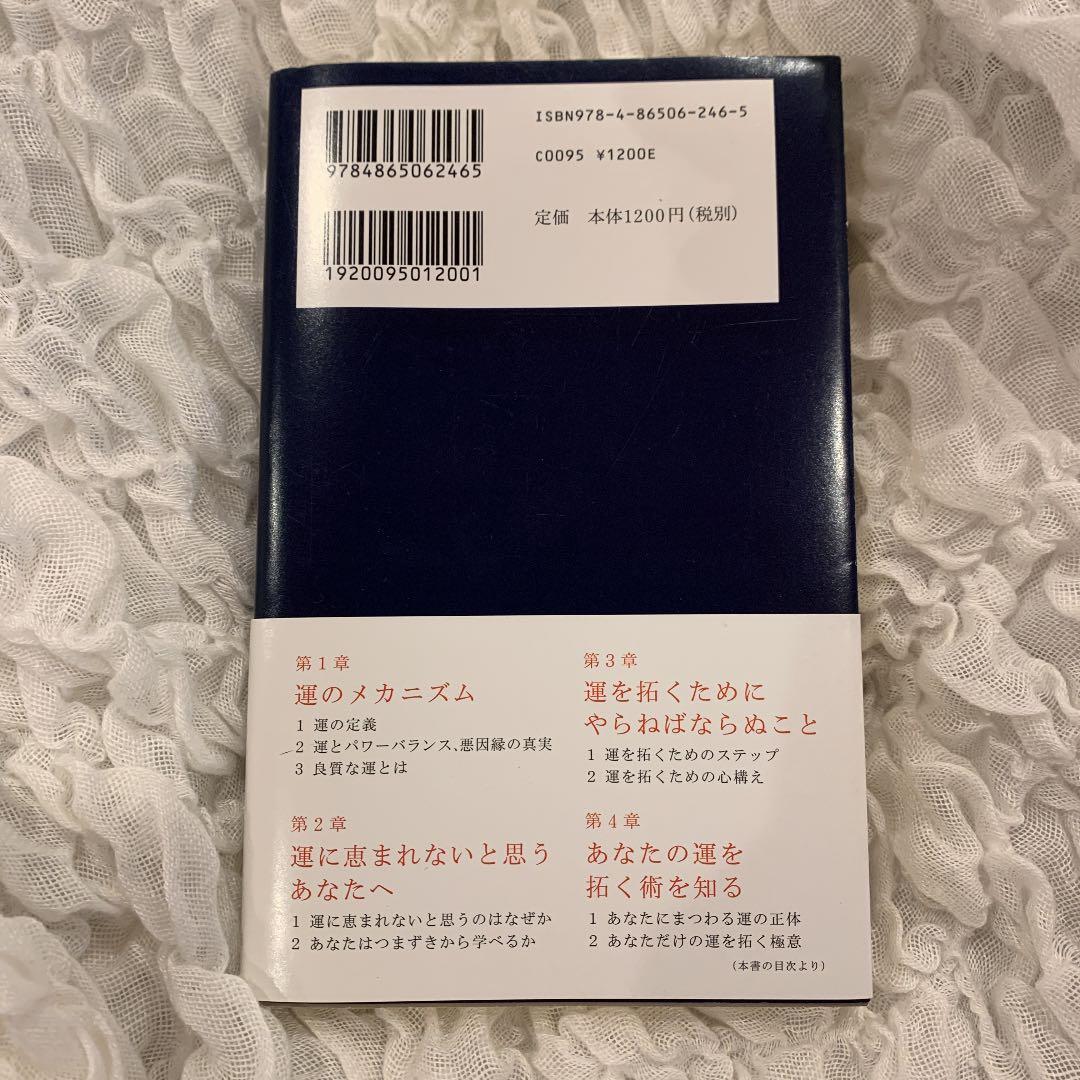 9784865062465
ISBN978-4-86506-246-5
C0095 ¥1200E
1920095012001
定価 本体1200円(税別)
第1章
運のメカニズム
1 運の定義
2 運とパワーバランス、悪因縁の真実
3 良質な運とは
第2章
運に恵まれないと思う
あなたへ
1 運に恵まれないと思うのはなぜか
2 あなたはつまずきから学べるか
第3章
運を拓くために
やらねばならぬこと
1 運を拓くためのステップ
2 運を拓くための心構え
第4章
あなたの運を
拓く術を知る
1 あなたにまつわる運の正体
2 あなただけの運を拓く極意
(本書の目次より)